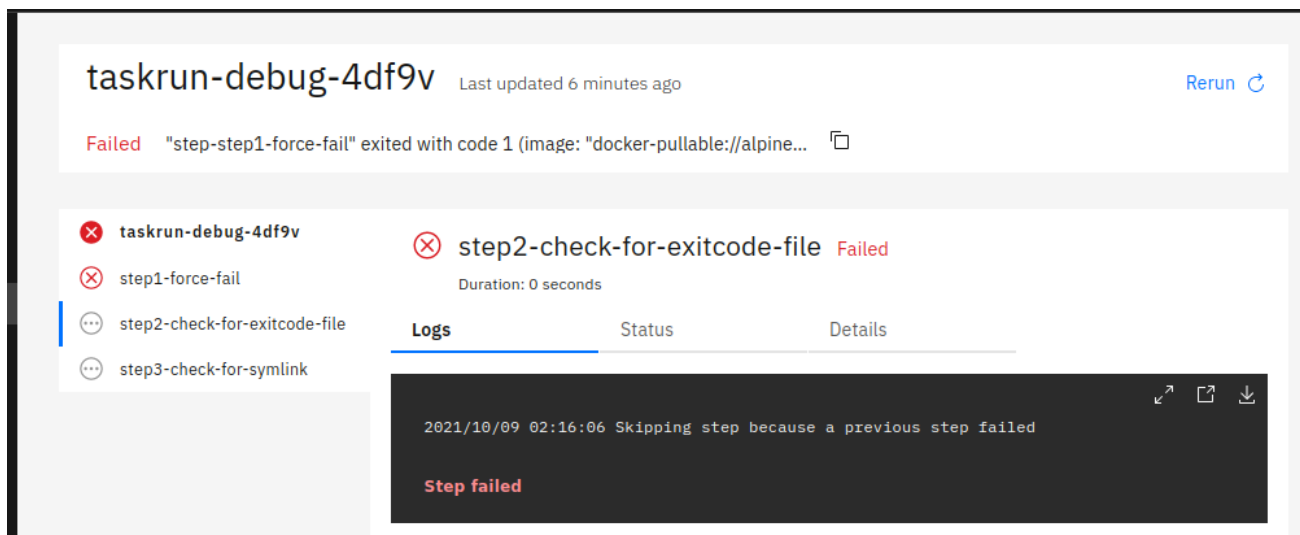 taskrun-debug-4df9v Last updated 6 minutes ago Rerun
Failed "step-step1-force-fail" exited with code 1 (image: "docker-pullable://alpine...
taskrun-debug-4df9v
step1-force-fail
step2-check-for-exitcode-file
step3-check-for-symlink
step2-check-for-exitcode-file Failed
Duration: 0 seconds
Logs Status Details
2021/10/09 02:16:06 Skipping step because a previous step failed
Step failed